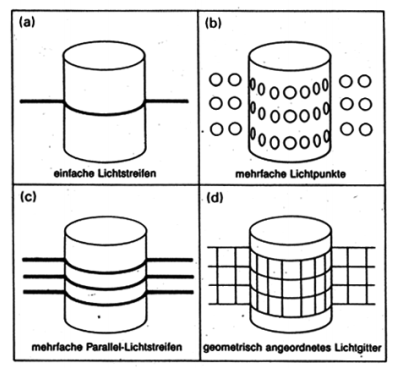 (a)
einfache Lichtstreifen
(b)
mehrfache Lichtpunkte
(c)
mehrfache Parallel-Lichtstreifen
(d)
geometrisch angeordnetes Lichtgitter